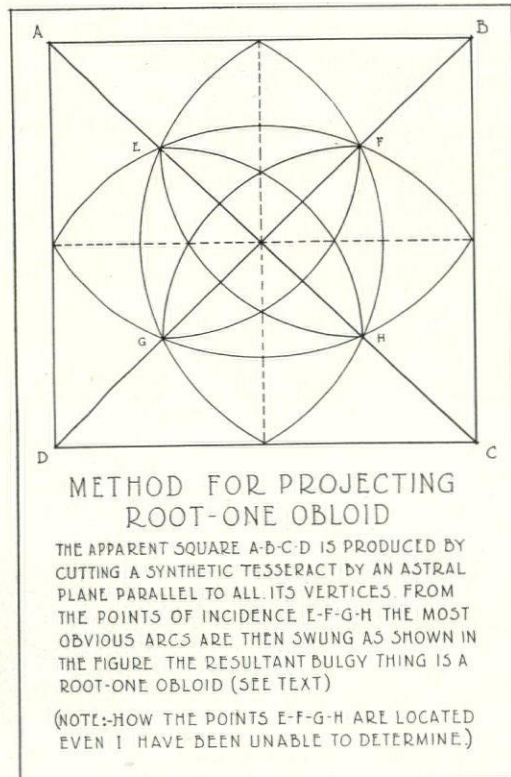 A
B
E
F
G
H
D
C
METHOD FOR PROJECTING
ROOT-ONE OBLOID
THE APPARENT SQUARE A-B-C-D IS PRODUCED BY
CUTTING A SYNTHETIC TESSERACT BY AN ASTRAL
PLANE PARALLEL TO ALL ITS VERTICES. FROM
THE POINTS OF INCIDENCE E-F-G-H THE MOST
OBVIOUS ARCS ARE THEN SWUNG AS SHOWN IN
THE FIGURE THE RESULTANT BULGY THING IS A
ROOT-ONE OBLOID (SEE TEXT)
(NOTE:-HOW THE POINTS E-F-G-H ARE LOCATED
EVEN I HAVE BEEN UNABLE TO DETERMINE.)